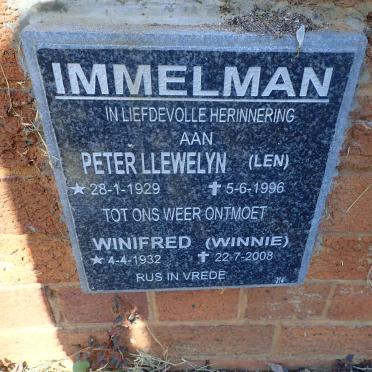 IMMELMAN
IN LIEFDEVOLLE HERINNERING
AAN
PETER LLEWELYN (LEN)
★ 28-1-1929 ✝ 5-6-1996
TOT ONS WEER ONTMOET
WINIFRED (WINNIE)
★ 4-4-1932 ✝ 22-7-2008
RUS IN VREDE